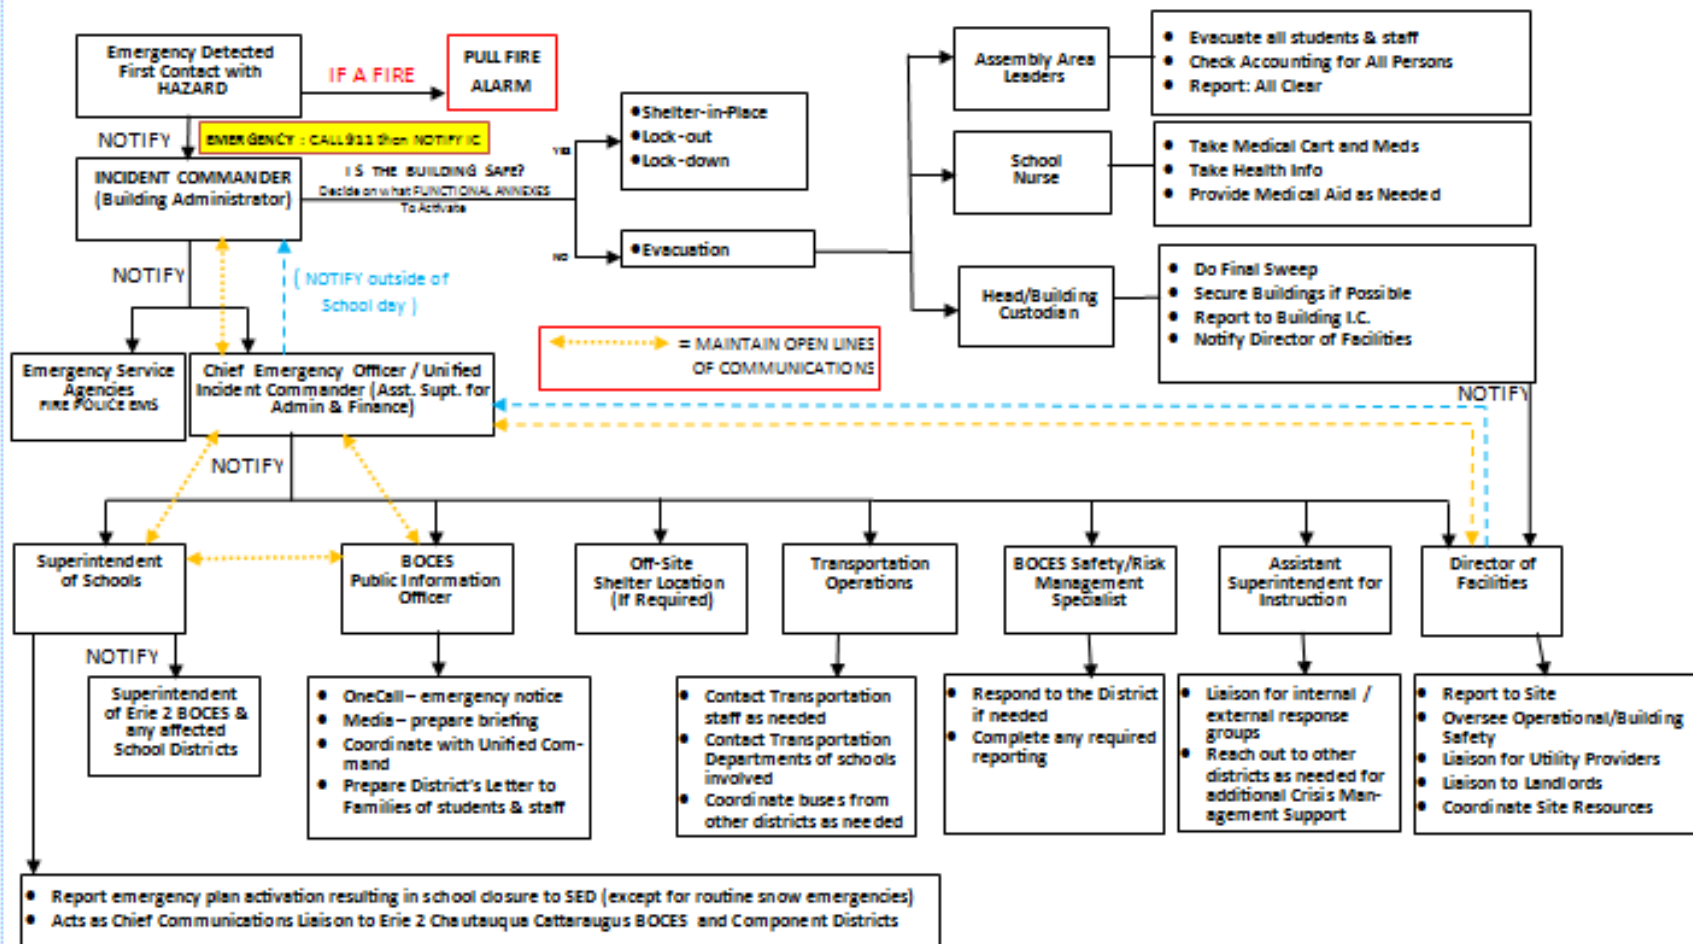 Emergency Detected
First Contact with
HAZARD
IF A FIRE
PULL FIRE
ALARM
NOTIFY
EMERGENCY : CALL 911 then NOTIFY IC
INCIDENT COMMANDER
(Building Administrator)
IS THE BUILDING SAFE?
Decide on what FUNCTIONAL ANNEXES
To Activate
YES
NO
•Shelter-in-Place
•Lock-out
•Lock-down
•Evacuation
Assembly Area
Leaders
• Evacuate all students & staff
• Check Accounting for All Persons
• Report: All Clear
School
Nurse
• Take Medical Cart and Meds
• Take Health Info
• Provide Medical Aid as Needed
Head/Building
Custodian
• Do Final Sweep
• Secure Buildings if Possible
• Report to Building I.C.
• Notify Director of Facilities
NOTIFY
NOTIFY
( NOTIFY outside of
School day )
= MAINTAIN OPEN LINES
OF COMMUNICATIONS
Emergency Service
Agencies
FIRE POLICE EMS
Chief Emergency Officer / Unified
Incident Commander (Asst. Supt. for
Admin & Finance)
NOTIFY
Superintendent
of Schools
BOCES
Public Information
Officer
Off-Site
Shelter Location
(If Required)
Transportation
Operations
BOCES Safety/Risk
Management
Specialist
Assistant
Superintendent for
Instruction
Director of
Facilities
NOTIFY
Superintendent
of Erie 2 BOCES &
any affected
School Districts
• OneCall – emergency notice
• Media – prepare briefing
• Coordinate with Unified Com-
mand
• Prepare District's Letter to
Families of students & staff
• Contact Transportation
staff as needed
• Contact Transportation
Departments of schools
involved
• Coordinate buses from
other districts as needed
• Respond to the District
if needed
• Complete any required
reporting
• Liaison for internal /
external response
groups
• Reach out to other
districts as needed for
additional Crisis Man-
agement Support
• Report to Site
• Oversee Operational/Building
Safety
• Liaison for Utility Providers
• Liaison to Landlords
• Coordinate Site Resources
• Report emergency plan activation resulting in school closure to SED (except for routine snow emergencies)
• Acts as Chief Communications Liaison to Erie 2 Chautauqua Cattaraugus BOCES and Component Districts